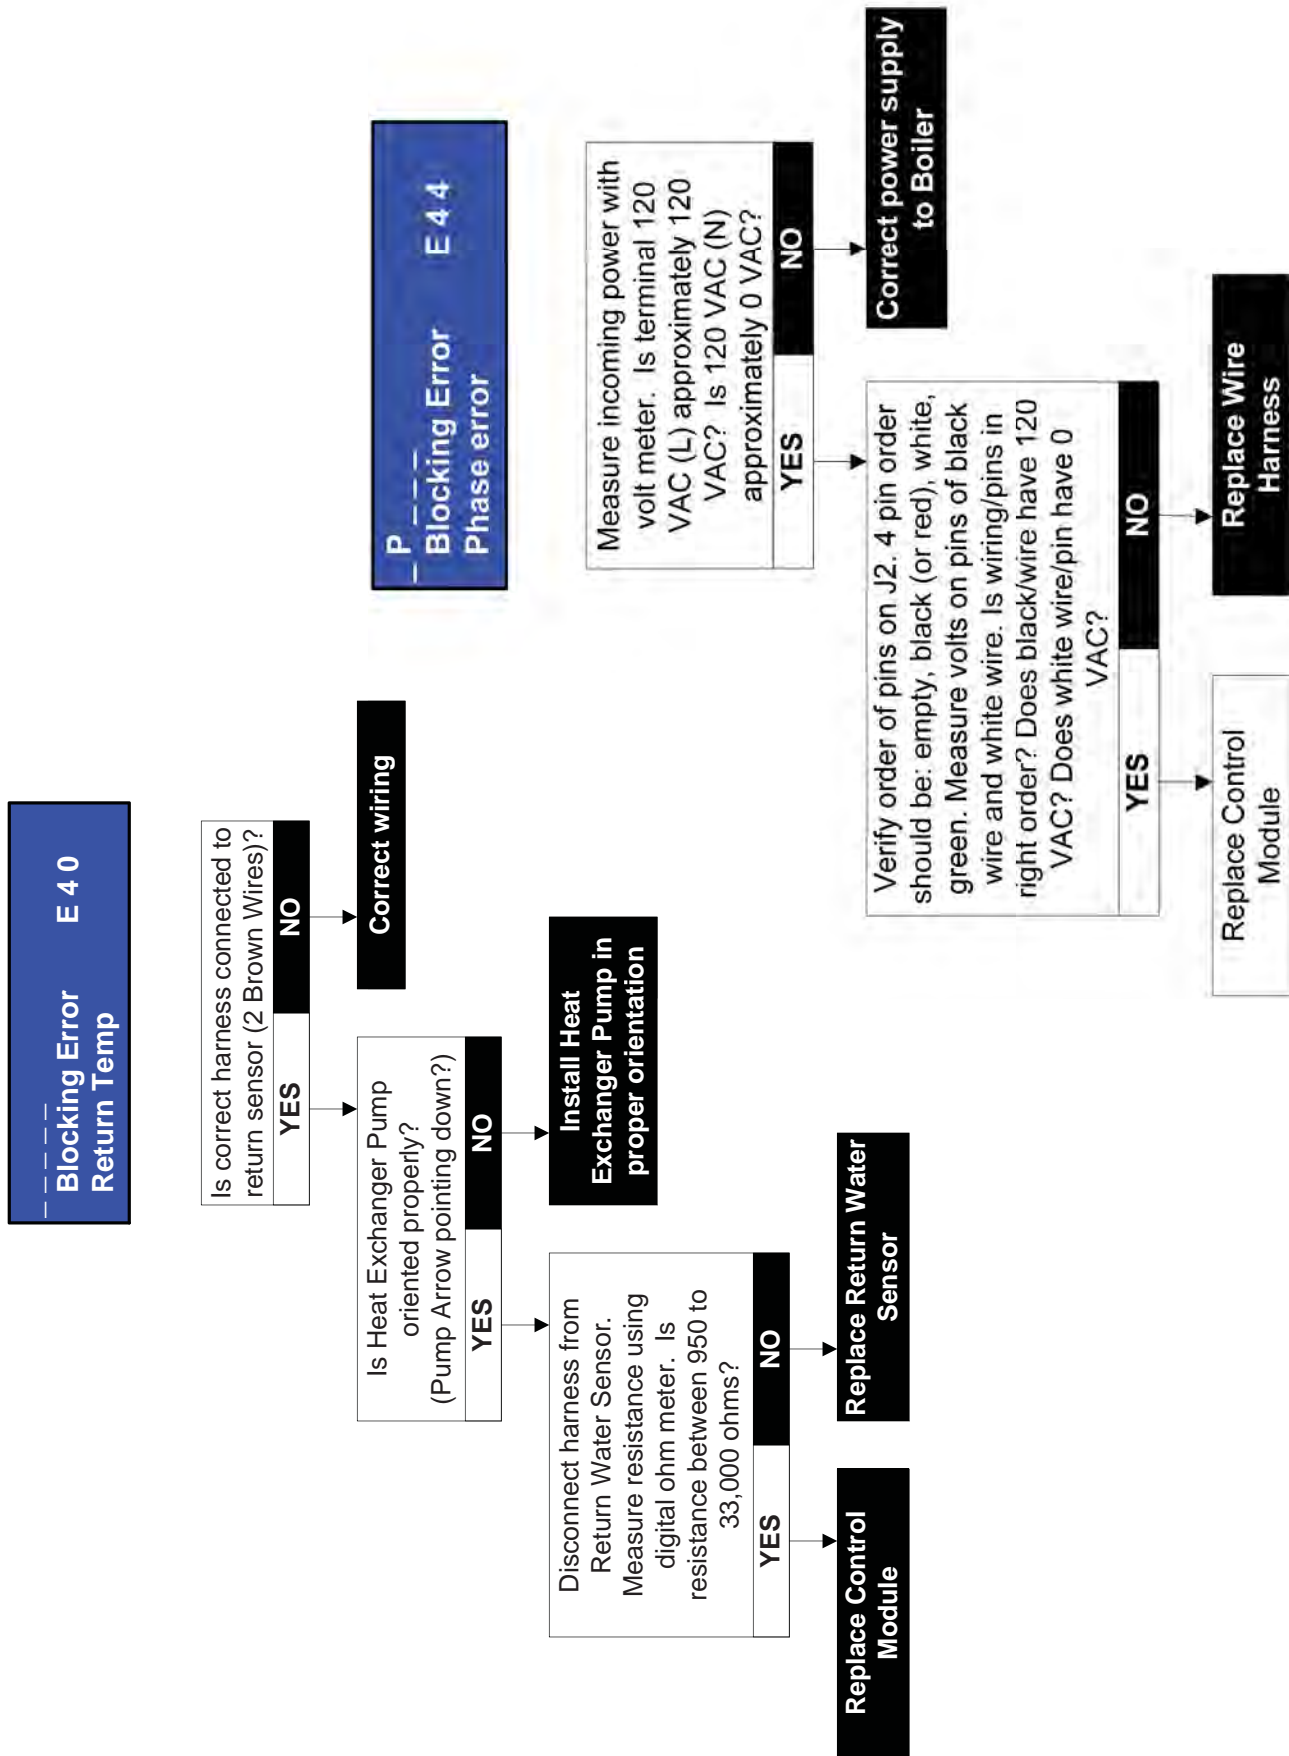 _ _ _ _ _
Blocking Error E 4 0
Return Temp
Is correct harness connected to
return sensor (2 Brown Wires)?
YES NO
Correct wiring
Is Heat Exchanger Pump
oriented properly?
(Pump Arrow pointing down?)
YES NO
Install Heat
Exchanger Pump in
proper orientation
Disconnect harness from
Return Water Sensor.
Measure resistance using
digital ohm meter. Is
resistance between 950 to
33,000 ohms?
YES NO
Replace Control
Module
Replace Return Water
Sensor
_ P _ _ _ _
Blocking Error E 4 4
Phase error
Measure incoming power with
volt meter. Is terminal 120
VAC (L) approximately 120
VAC? Is 120 VAC (N)
approximately 0 VAC?
YES NO
Correct power supply
to Boiler
Verify order of pins on J2. 4 pin order
should be: empty, black (or red), white,
green. Measure volts on pins of black
wire and white wire. Is wiring/pins in
right order? Does black/wire have 120
VAC? Does white wire/pin have 0
VAC?
YES NO
Replace Control
Module
Replace Wire
Harness